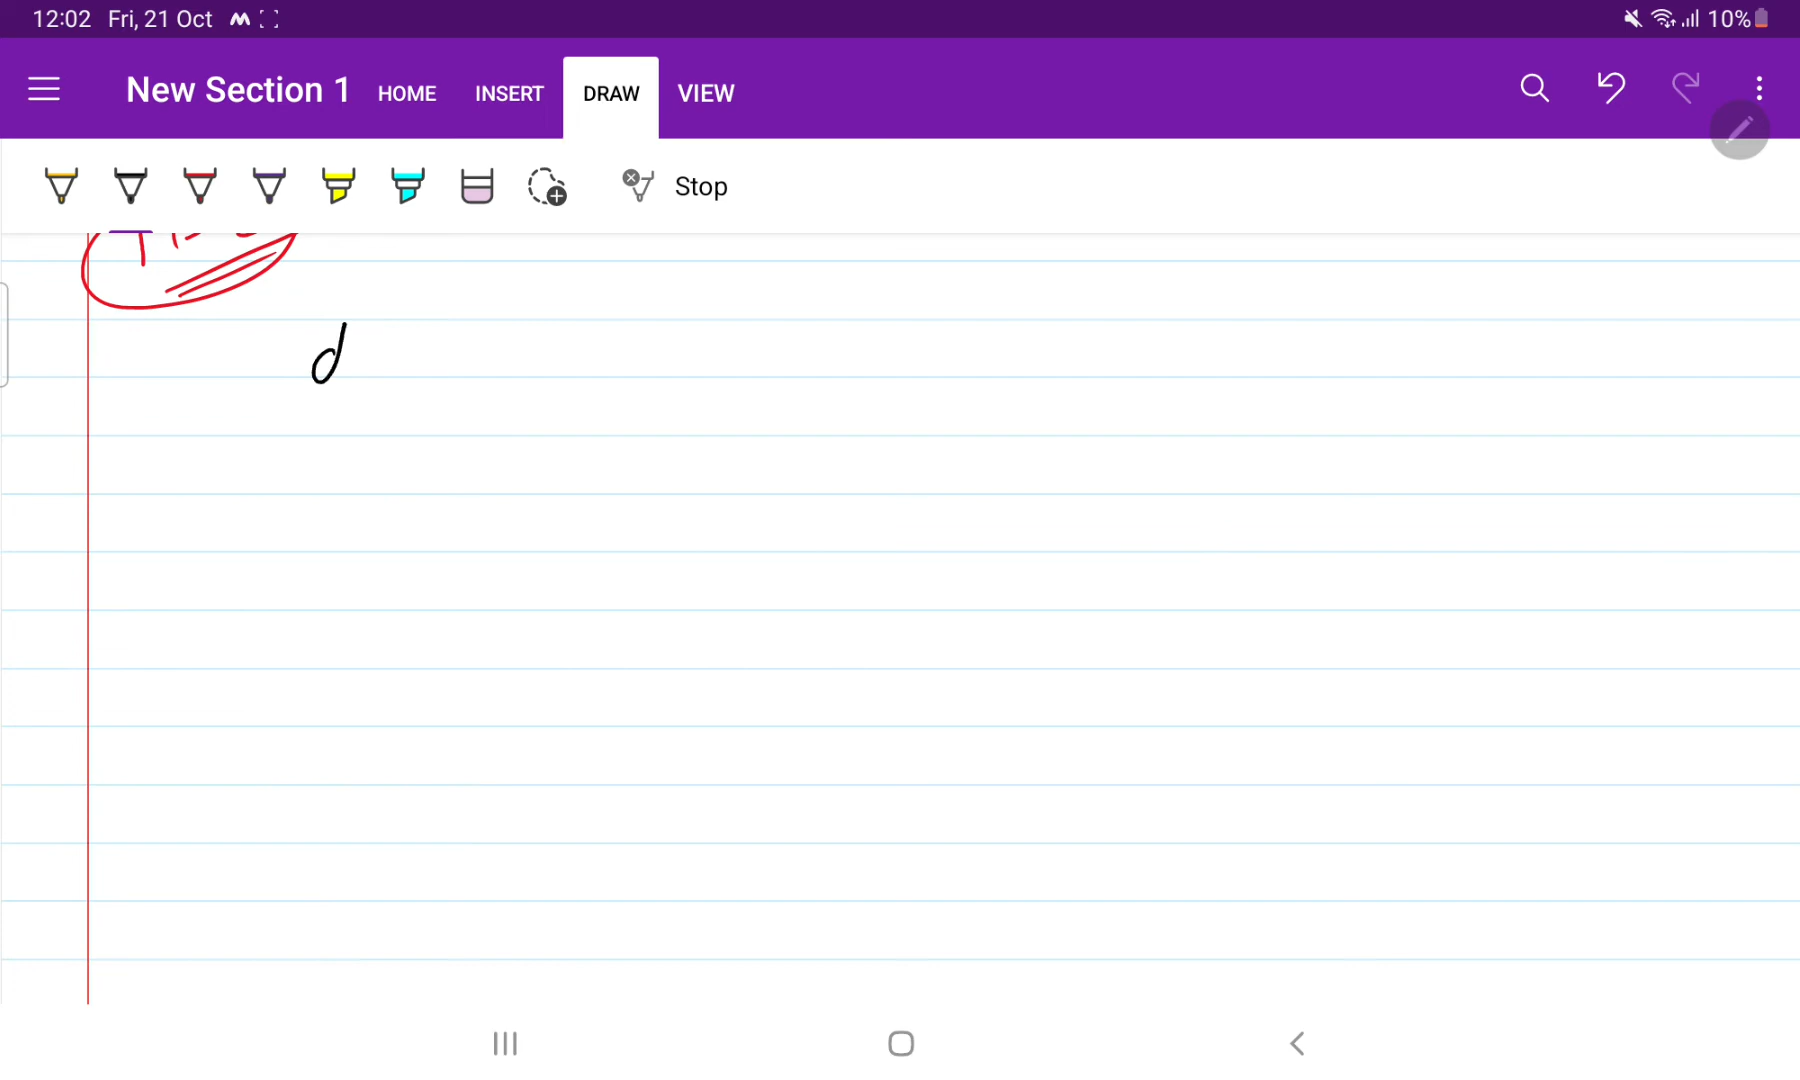 12:02 Fri, 21 Oct 10%
New Section 1 HOME INSERT DRAW VIEW
Stop
d